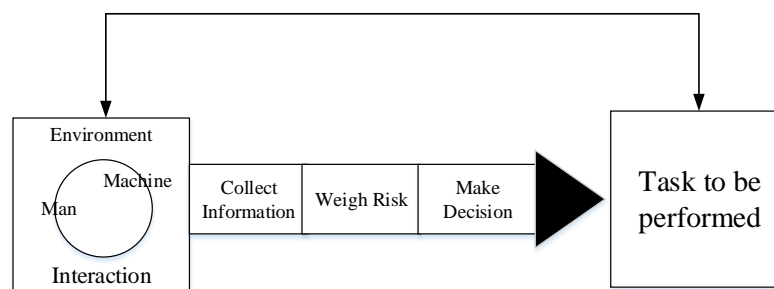 Environment
Machine
Man
Interaction
Collect
Information
Weigh Risk
Make
Decision
Task to be
performed